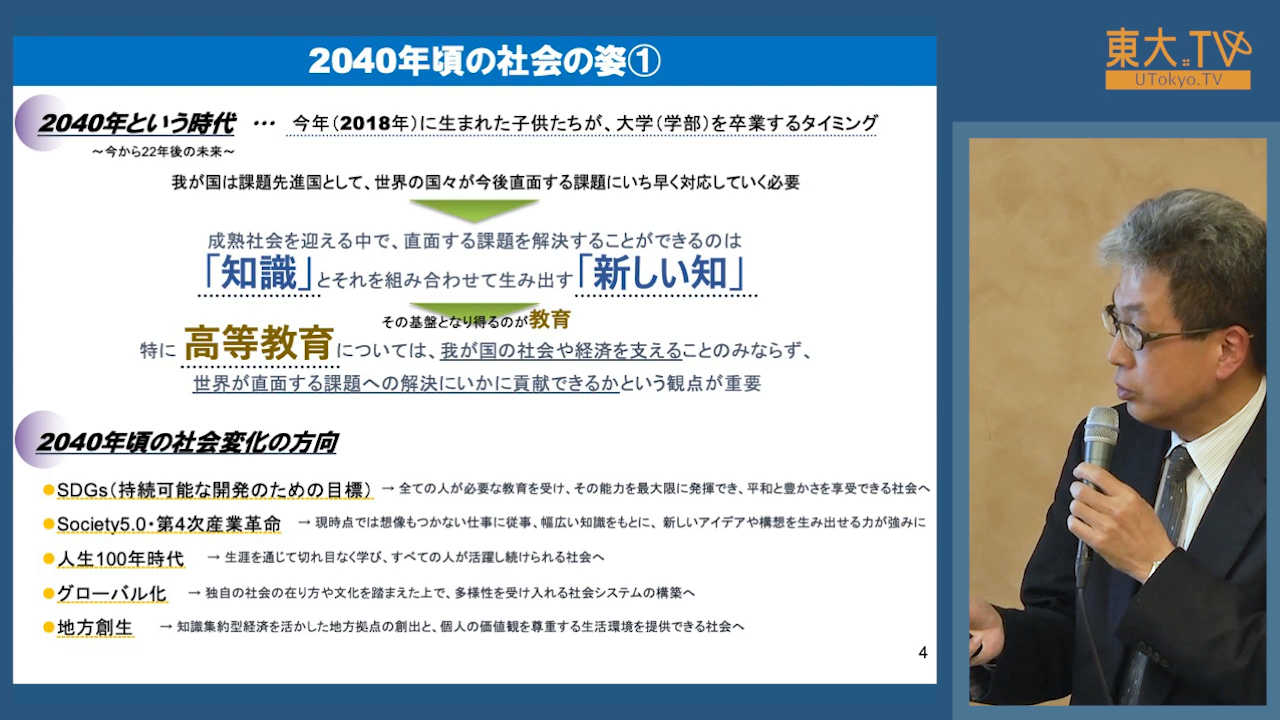 2040年頃の社会の姿①
東大.TV
UTokyo.TV
2040年という時代 … 今年（2018年）に生まれた子供たちが、大学（学部）を卒業するタイミング
～今から22年後の未来～
我が国は課題先進国として、世界の国々が今後直面する課題にいち早く対応していく必要
成熟社会を迎える中で、直面する課題を解決することができるのは
「知識」とそれを組み合わせて生み出す「新しい知」
その基盤となり得るのが教育
特に 高等教育については、我が国の社会や経済を支えることのみならず、
世界が直面する課題への解決にいかに貢献できるかという観点が重要
2040年頃の社会変化の方向
●SDGs（持続可能な開発のための目標） → 全ての人が必要な教育を受け、その能力を最大限に発揮でき、平和と豊かさを享受できる社会へ
●Society5.0・第4次産業革命 → 現時点では想像もつかない仕事に従事、幅広い知識をもとに、新しいアイデアや構想を生み出せる力が強みに
●人生100年時代 → 生涯を通じて切れ目なく学び、すべての人が活躍し続けられる社会へ
●グローバル化 → 独自の社会の在り方や文化を踏まえた上で、多様性を受け入れる社会システムの構築へ
●地方創生 → 知識集約型経済を活かした地方拠点の創出と、個人の価値観を尊重する生活環境を提供できる社会へ
4